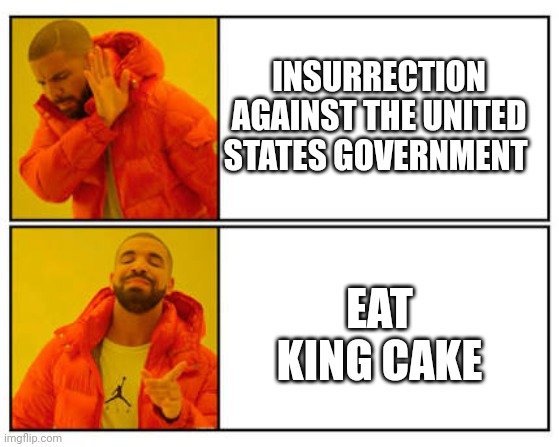 INSURRECTION
AGAINST THE UNITED
STATES GOVERNMENT
EAT
KING CAKE
imgflip.com